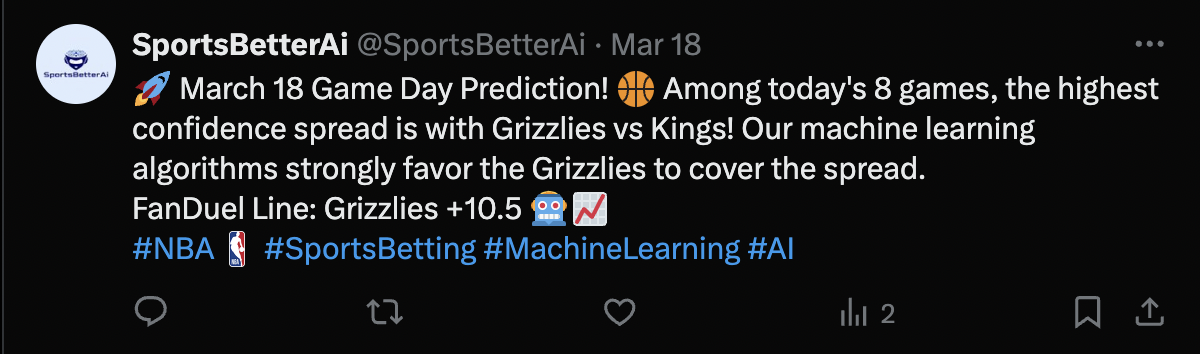 SportsBetterAi @SportsBetterAi · Mar 18
SportsBetterAi
🚀 March 18 Game Day Prediction! 🏀 Among today's 8 games, the highest
confidence spread is with Grizzlies vs Kings! Our machine learning
algorithms strongly favor the Grizzlies to cover the spread.
FanDuel Line: Grizzlies +10.5 🤖📈
#NBA #SportsBetting #MachineLearning #AI
2